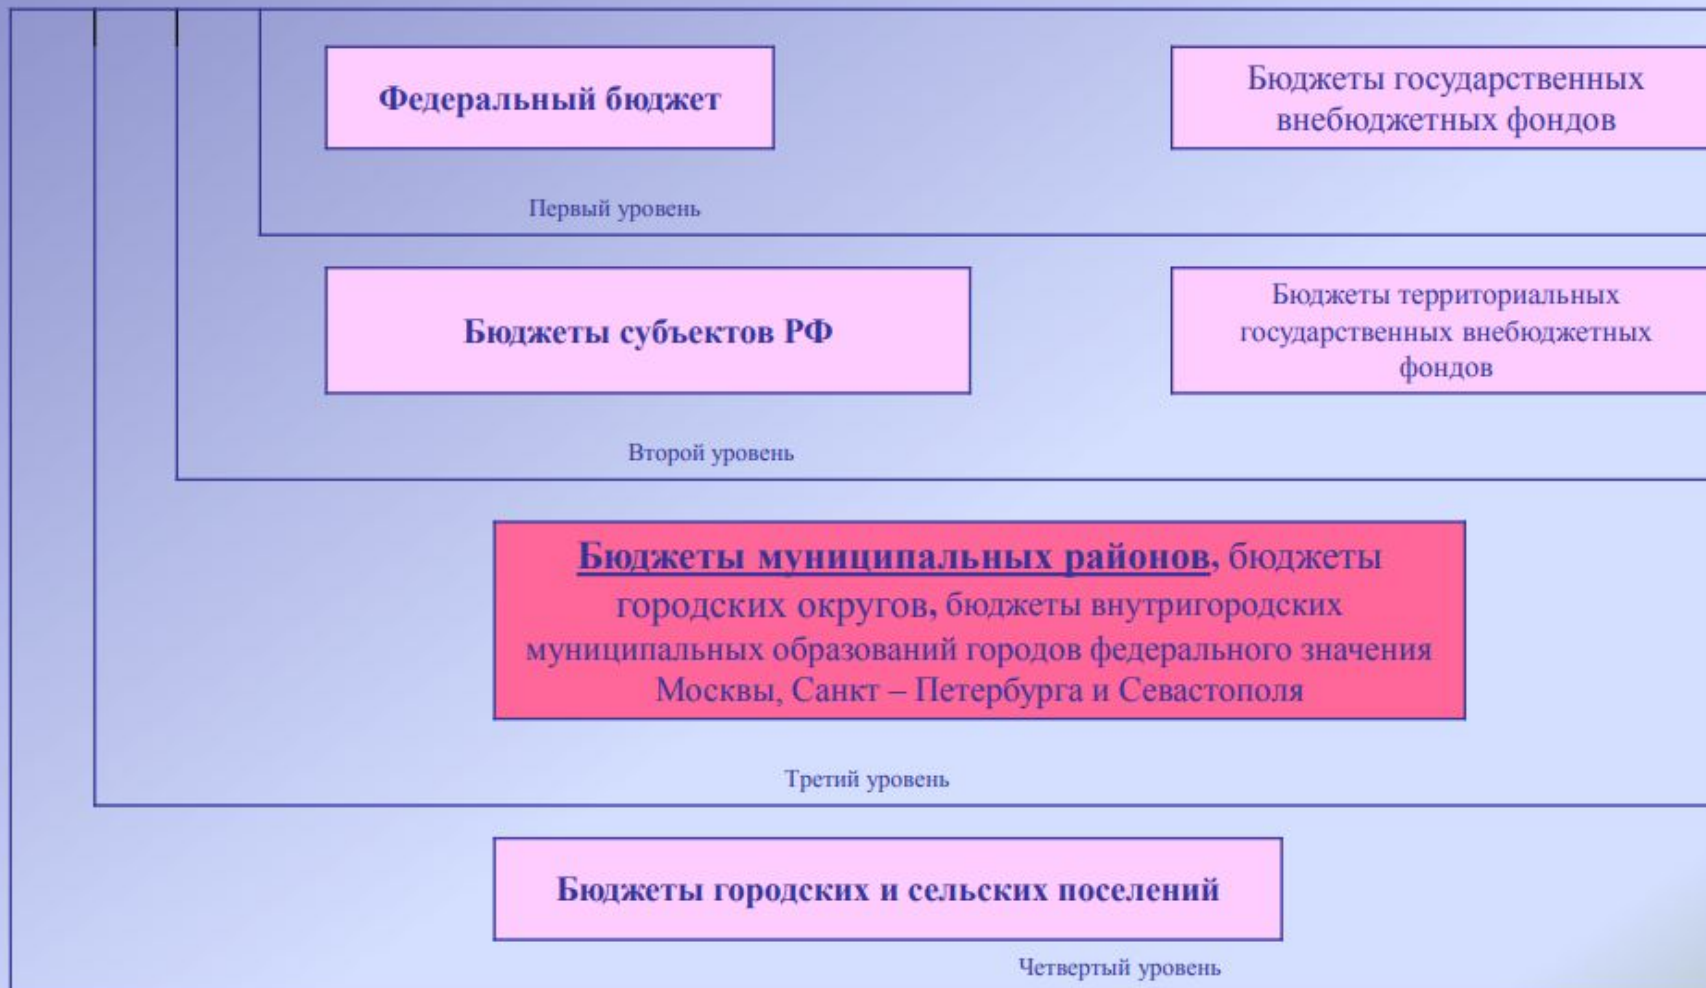 Федеральный бюджет
Бюджеты государственных
внебюджетных фондов
Первый уровень
Бюджеты субъектов РФ
Бюджеты территориальных
государственных внебюджетных
фондов
Второй уровень
Бюджеты муниципальных районов, бюджеты
городских округов, бюджеты внутригородских
муниципальных образований городов федерального значения
Москвы, Санкт – Петербурга и Севастополя
Третий уровень
Бюджеты городских и сельских поселений
Четвертый уровень